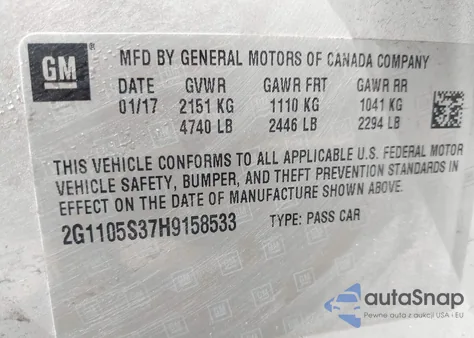 GM
MFD BY GENERAL MOTORS OF CANADA COMPANY
DATE GVWR GAWR FRT GAWR RR
01/17 2151 KG 1110 KG 1041 KG
4740 LB 2446 LB 2294 LB
THIS VEHICLE CONFORMS TO ALL APPLICABLE U.S. FEDERAL MOTOR
VEHICLE SAFETY, BUMPER, AND THEFT PREVENTION STANDARDS IN
EFFECT ON THE DATE OF MANUFACTURE SHOWN ABOVE.
2G1105S37H9158533 TYPE: PASS CAR
autoSnap
Pewne auta z aukcji USA i EU